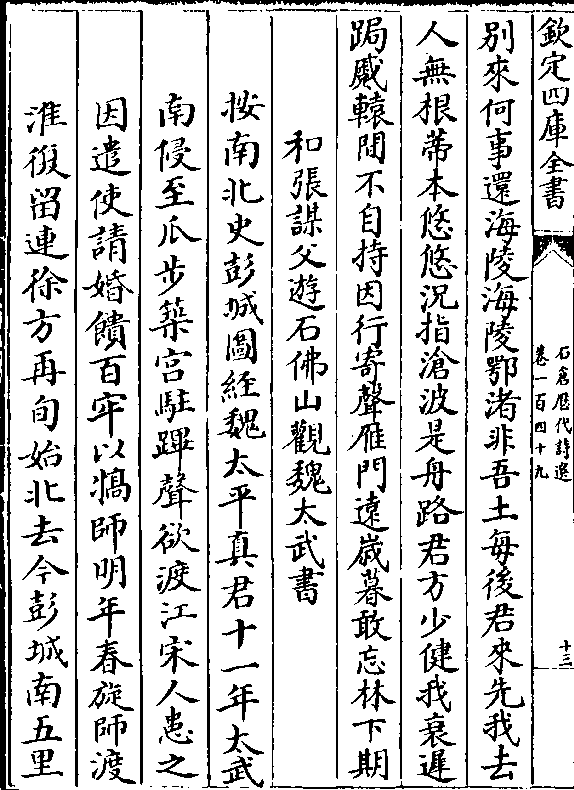 欽定四庫全書
石倉歷代詩選
卷一百四十九
十三
別來何事還海陵海陵鄂渚非吾土每後君來先我去
人無根蔕本悠悠況指滄波是舟路君方少健我衰遲
跼蹙轅間不自持因行寄聲雁門遠歲暮敢忘林下期
和張謀父遊石佛山觀魏太武書
按南北史彭城圖經魏太平真君十一年太武
南侵至瓜步築宫駐蹕聲欲渡江宋人患之
因遣使請婚饋百牢以犒師明年春旋師渡
淮復留連徐方再旬始北去今彭城南五里